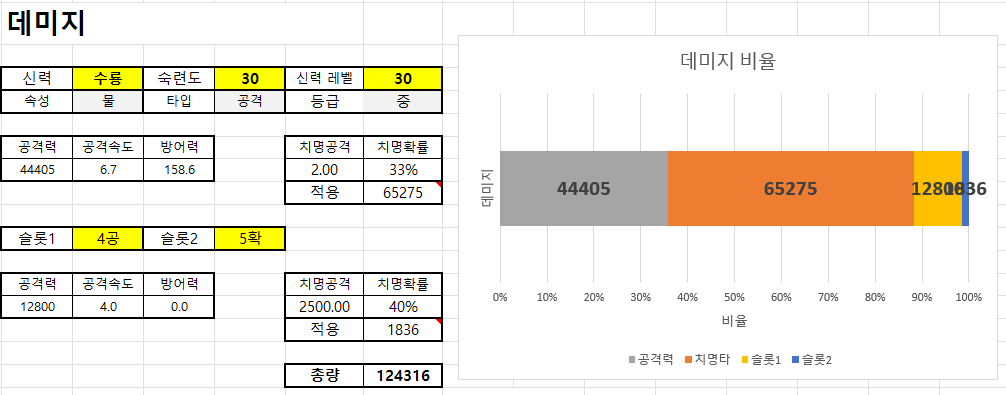 데미지
신력 수룡 숙련도 30 신력 레벨 30
속성 물 타입 공격 등급 중
공격력 공격속도 방어력 치명공격 치명확률
44405 6.7 158.6 2.00 33%
적용 65275
슬롯1 4공 슬롯2 5확
공격력 공격속도 방어력 치명공격 치명확률
12800 4.0 0.0 2500.00 40%
적용 1836
총량 124316
데미지 비율
데미지
44405 65275 12800 1836
0% 10% 20% 30% 40% 50% 60% 70% 80% 90% 100%
비율
공격력 치명타 슬롯1 슬롯2